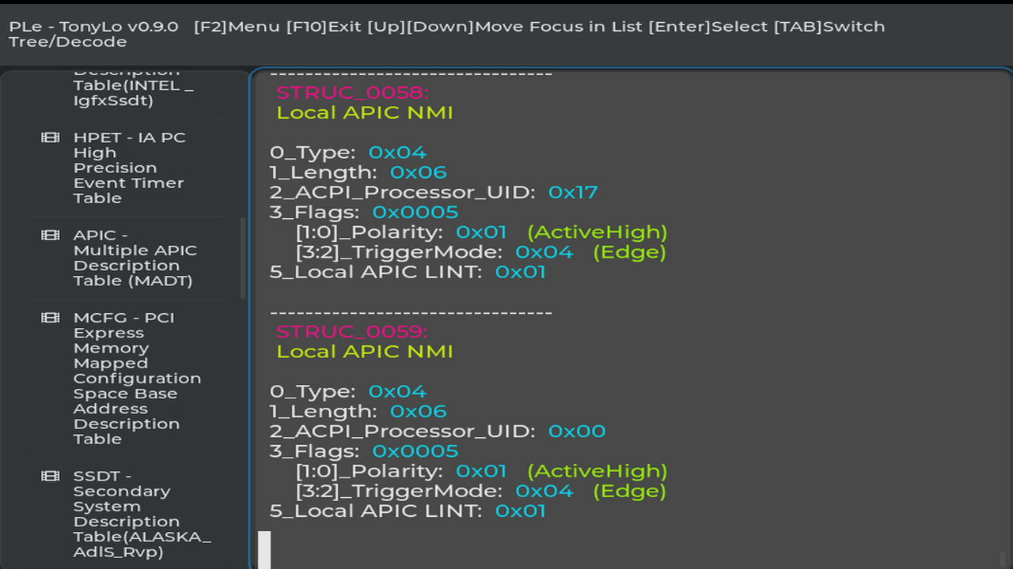 PLe - TonyLo v0.9.0 [F2]Menu [F10]Exit [Up][Down]Move Focus in List [Enter]Select [TAB]Switch
Tree/Decode
Description
Table(INTEL _
IgfxSsdt)
HPET - IA PC
High
Precision
Event Timer
Table
APIC -
Multiple APIC
Description
Table (MADT)
MCFG - PCI
Express
Memory
Mapped
Configuration
Space Base
Address
Description
Table
SSDT -
Secondary
System
Description
Table(ALASKA_
AdlS_Rvp)
--------------------------------
STRUC_0058:
Local APIC NMI
0_Type: 0x04
1_Length: 0x06
2_ACPI_Processor_UID: 0x17
3_Flags: 0x0005
[1:0]_Polarity: 0x01 (ActiveHigh)
[3:2]_TriggerMode: 0x04 (Edge)
5_Local APIC LINT: 0x01
--------------------------------
STRUC_0059:
Local APIC NMI
0_Type: 0x04
1_Length: 0x06
2_ACPI_Processor_UID: 0x00
3_Flags: 0x0005
[1:0]_Polarity: 0x01 (ActiveHigh)
[3:2]_TriggerMode: 0x04 (Edge)
5_Local APIC LINT: 0x01